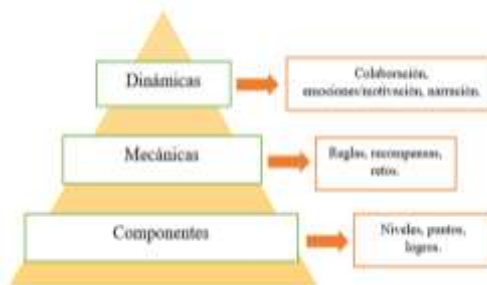 Dinámicas
Colaboración,
emociones/motivación, narración.
Mecánicas
Reglas, recompensas,
retos.
Componentes
Niveles, puntos,
logros.